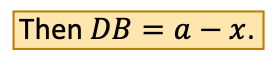 Then DB = a − x.